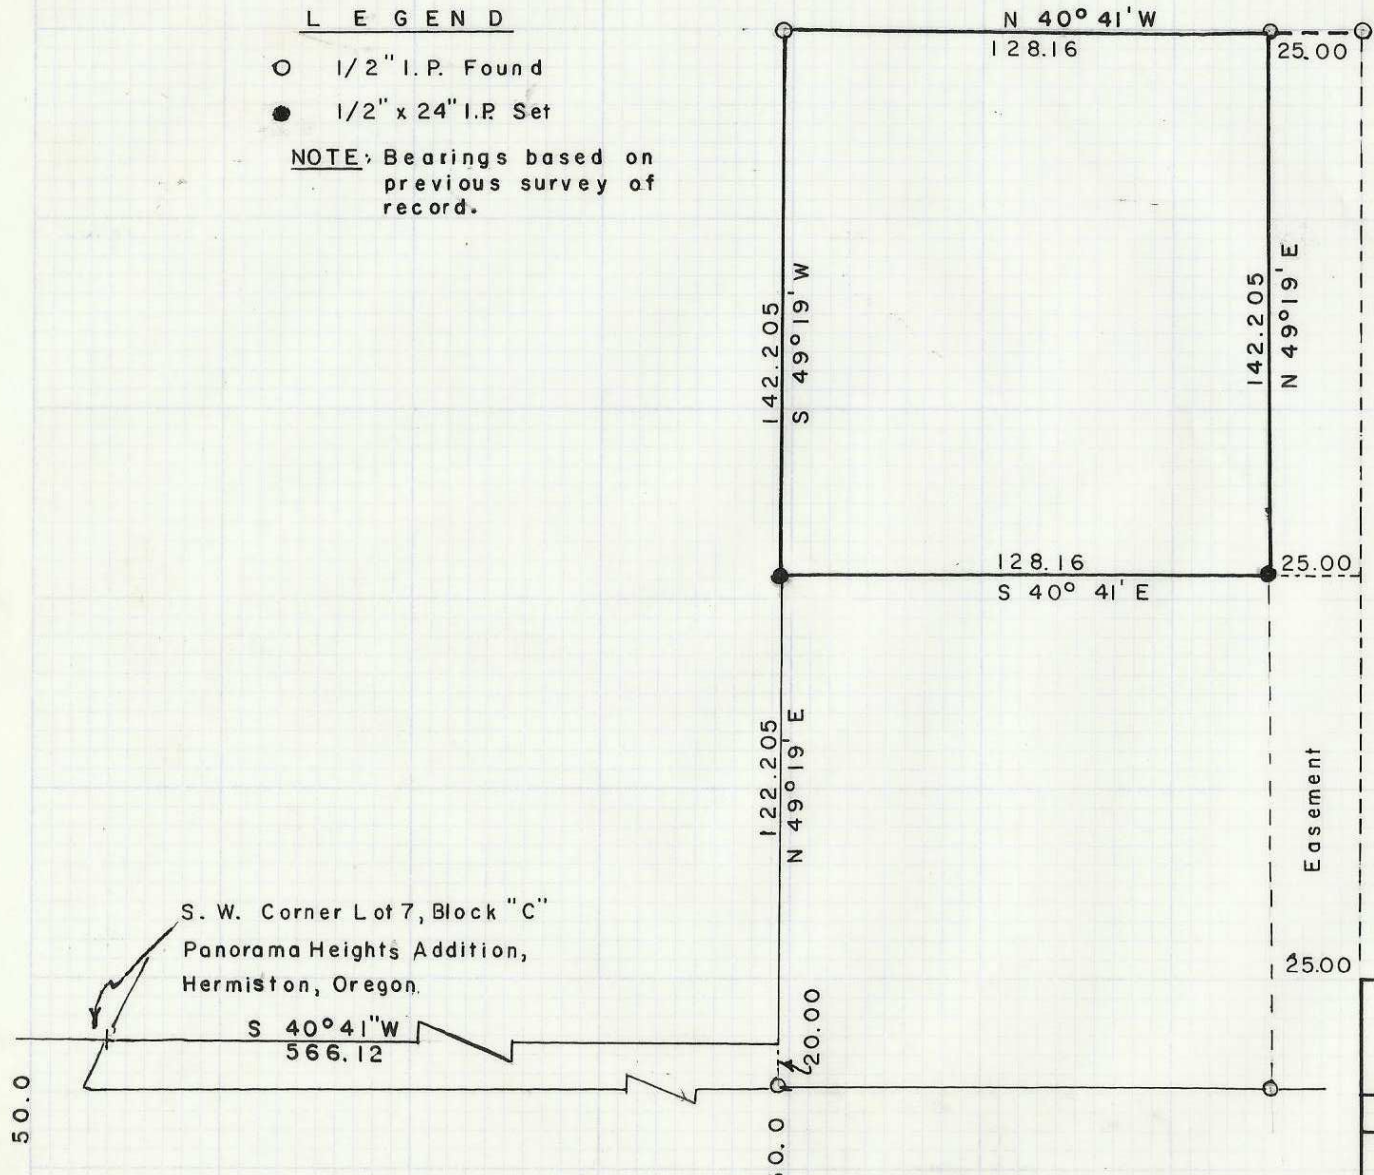 L E G E N D
1/2" I.P. Found
1/2" x 24" I.P. Set
NOTE: Bearings based on
previous survey of
record.
N 40° 41' W
128.16
25.00
142.205
S 49° 19' W
142.205
N 49° 19' E
128.16
S 40° 41' E
25.00
122.205
N 49° 19' E
Easement
25.00
S. W. Corner Lot 7, Block "C"
Panorama Heights Addition,
Hermiston, Oregon.
S 40° 41" W
566.12
20.00
50.0